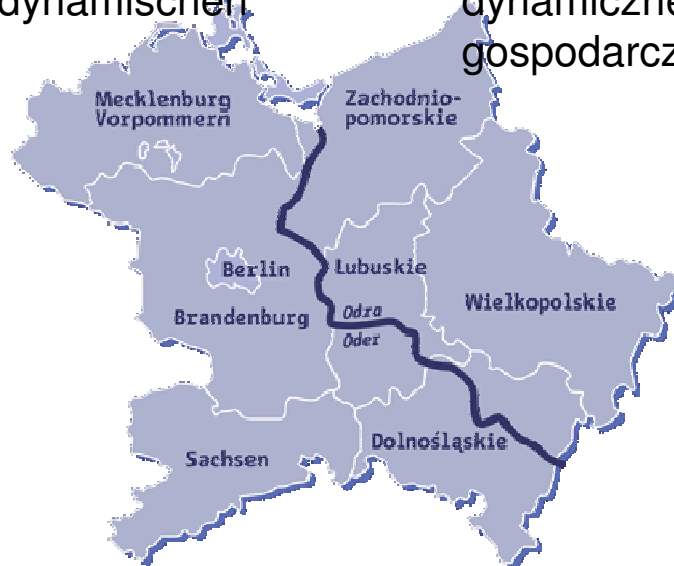 dynamischen
dynamiczne
gospodarcz
Mecklenburg
Vorpommern
Zachodnio-
pomorskie
Berlin
Lubuskie
Wielkopolskie
Brandenburg
Odra
Oder
Dolnośląskie
Sachsen